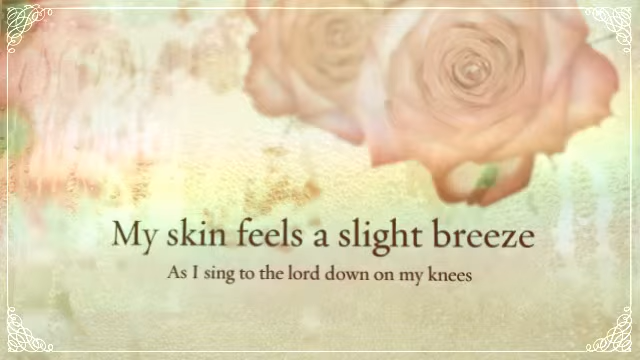 My skin feels a slight breeze
As I sing to the lord down on my knees